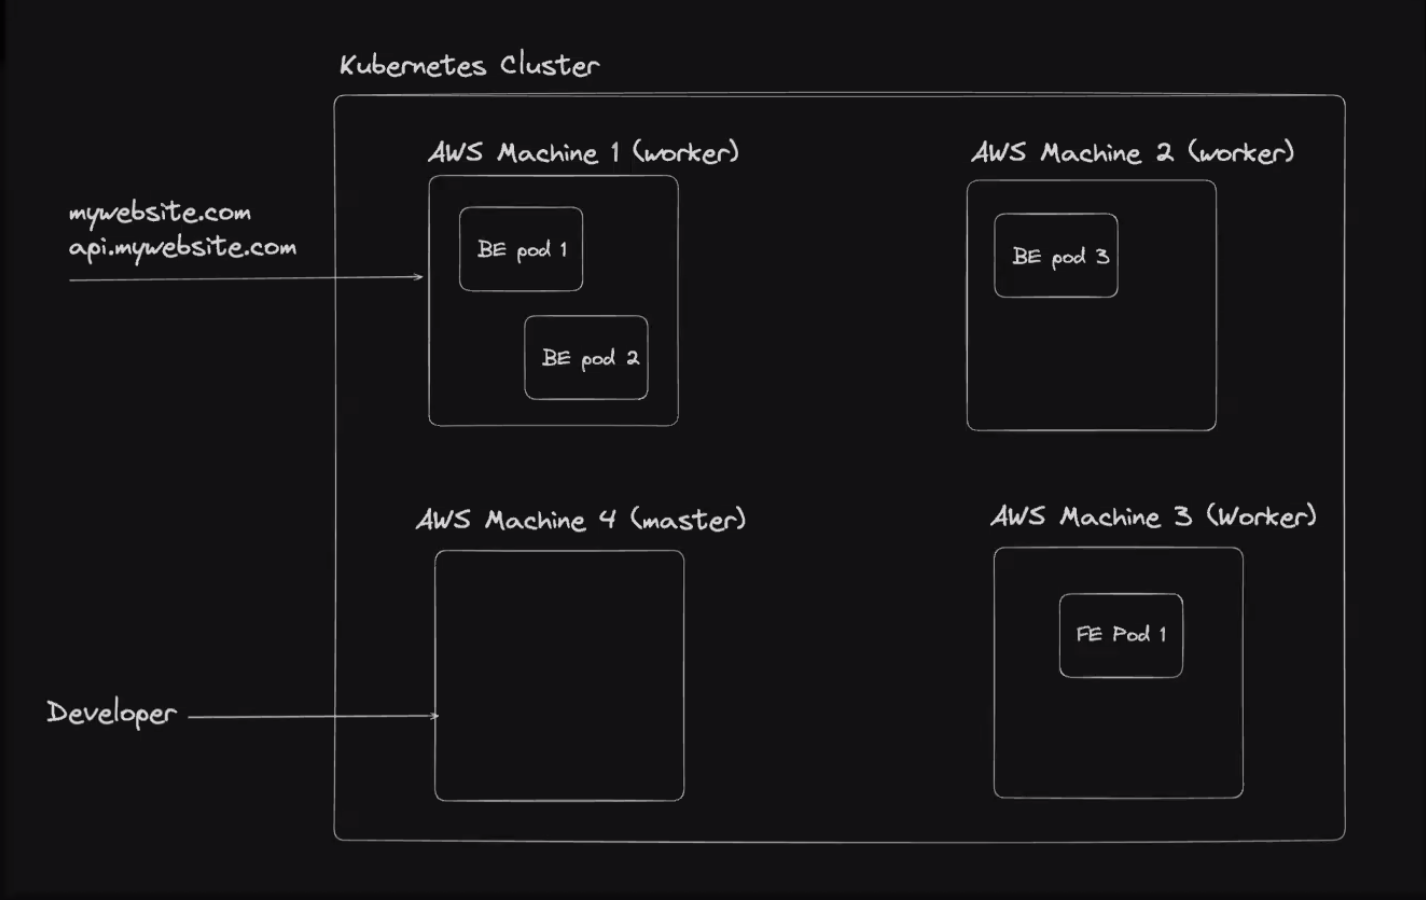 Kubernetes Cluster
AWS Machine 1 (worker)
AWS Machine 2 (worker)
mywebsite.com
api.mywebsite.com
BE pod 1
BE pod 3
BE pod 2
AWS Machine 4 (master)
AWS Machine 3 (Worker)
FE Pod 1
Developer